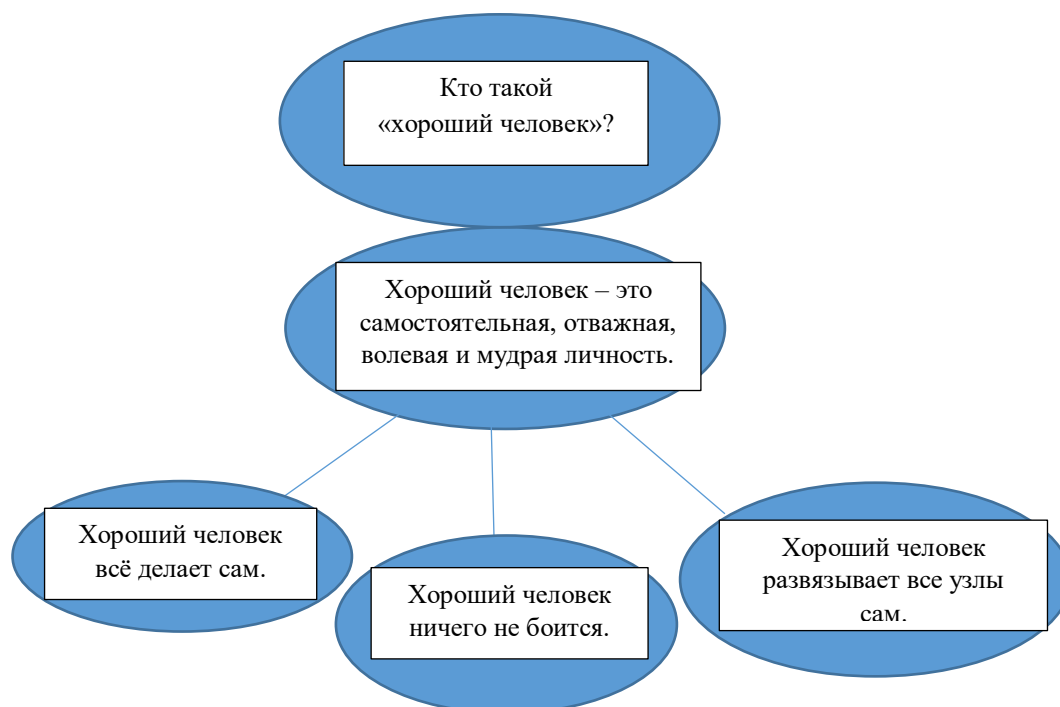 Кто такой
«хороший человек»?
Хороший человек – это
самостоятельная, отважная,
волевая и мудрая личность.
Хороший человек
всё делает сам.
Хороший человек
ничего не боится.
Хороший человек
развязывает все узлы
сам.